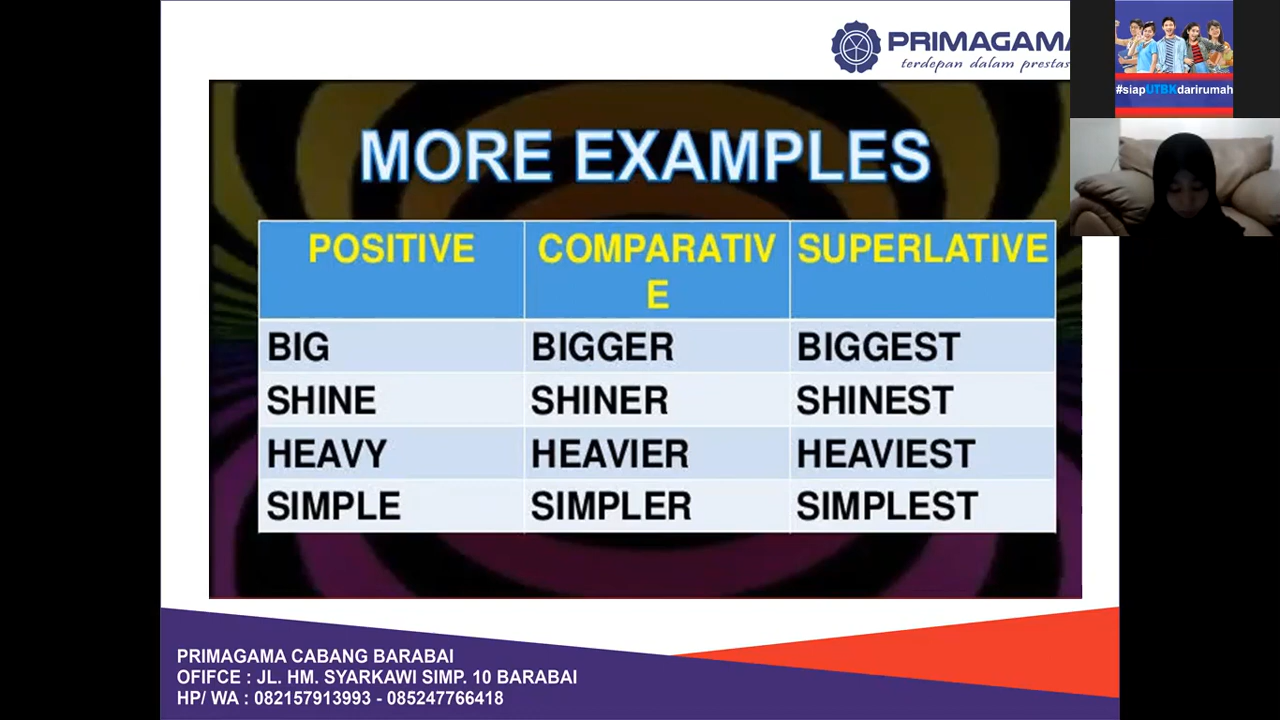 PRIMAGAMA
terdepan dalam prestas
#siapUTBKdarirumah
MORE EXAMPLES
POSITIVE COMPARATIV SUPERLATIVE
E
BIG BIGGER BIGGEST
SHINE SHINER SHINEST
HEAVY HEAVIER HEAVIEST
SIMPLE SIMPLER SIMPLEST
PRIMAGAMA CABANG BARABAI
OFIFCE : JL. HM. SYARKAWI SIMP. 10 BARABAI
HP/ WA : 082157913993 - 085247766418